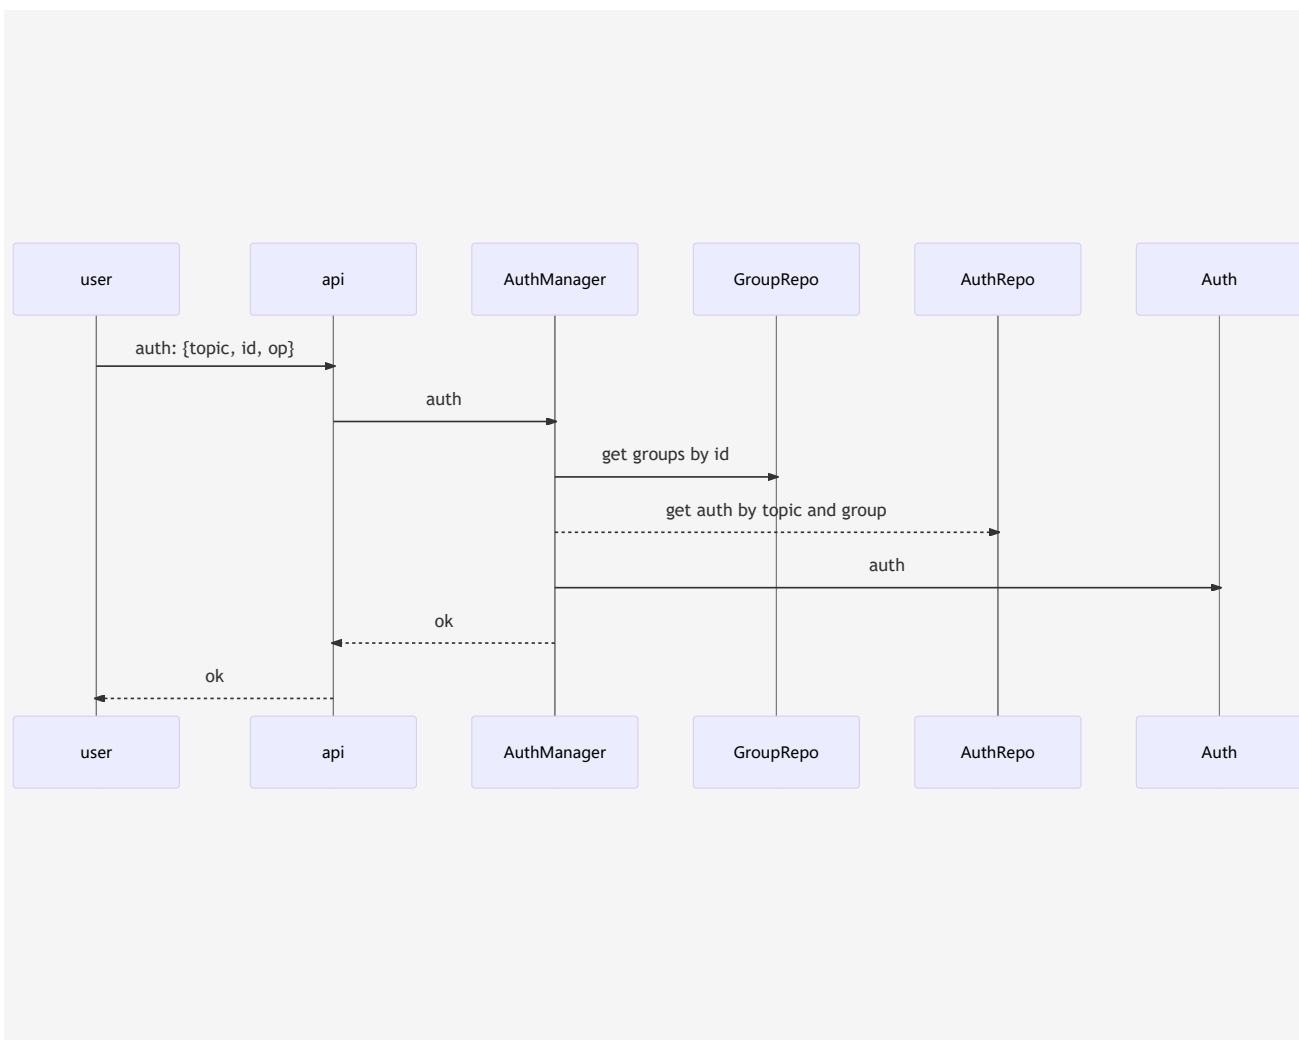 user
api
AuthManager
GroupRepo
AuthRepo
Auth
auth: {topic, id, op}
auth
get groups by id
get auth by topic and group
auth
ok
ok
user
api
AuthManager
GroupRepo
AuthRepo
Auth